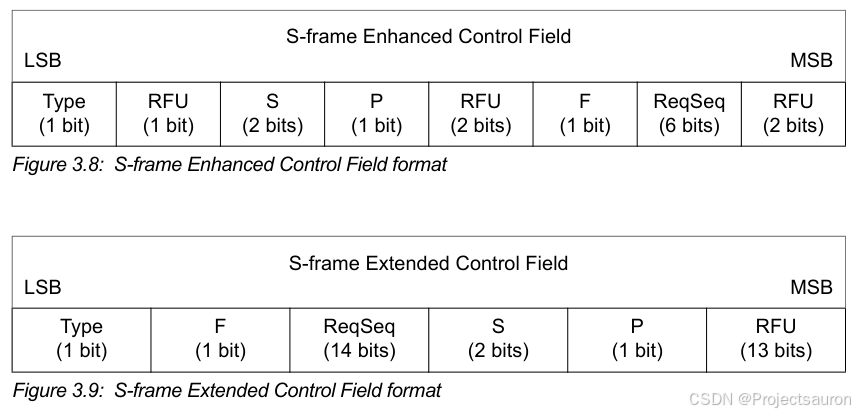 S-frame Enhanced Control Field
LSB MSB
Type RFU S P RFU F ReqSeq RFU
(1 bit) (1 bit) (2 bits) (1 bit) (2 bits) (1 bit) (6 bits) (2 bits)
Figure 3.8: S-frame Enhanced Control Field format
S-frame Extended Control Field
LSB MSB
Type F ReqSeq S P RFU
(1 bit) (1 bit) (14 bits) (2 bits) (1 bit) (13 bits)
Figure 3.9: S-frame Extended Control Field format
CSDN @Projectsauron